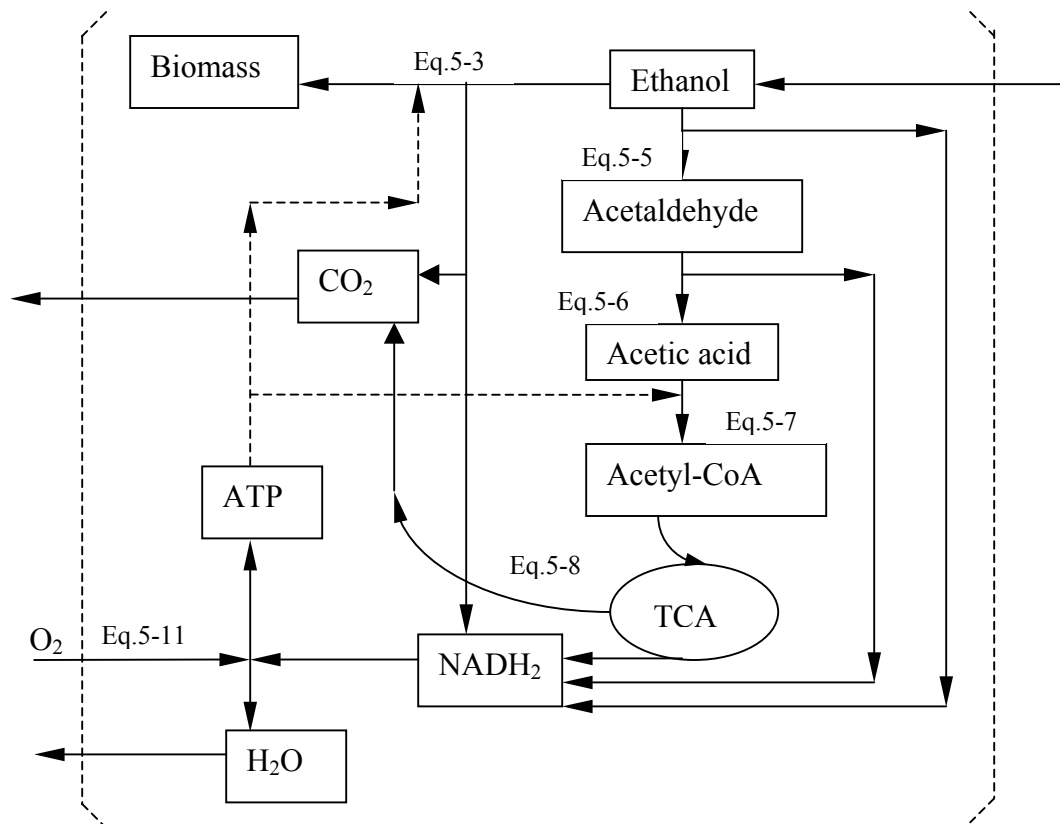 Biomass
Eq.5-3
Ethanol
Eq.5-5
Acetaldehyde
CO₂
Eq.5-6
Acetic acid
Eq.5-7
ATP
Acetyl-CoA
Eq.5-8
TCA
O₂
Eq.5-11
NADH₂
H₂O